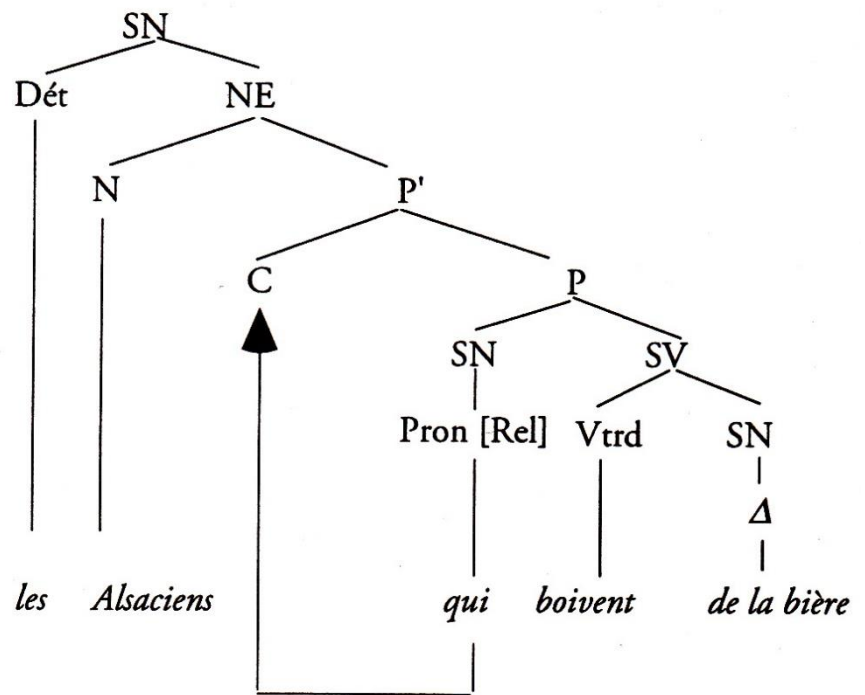 SN
Dét NE
N P'
C P
SN SV
Pron [Rel] Vtrd SN
Δ
les Alsaciens qui boivent de la bière